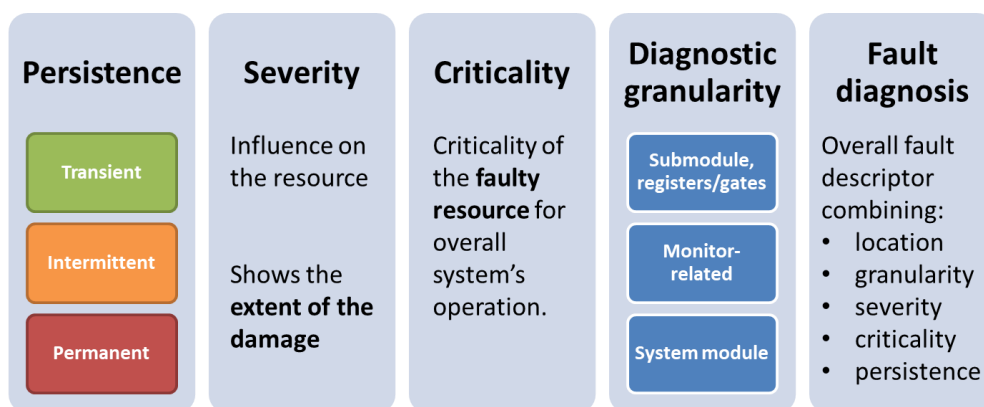 Persistence
Transient
Intermittent
Permanent
Severity
Influence on
the resource
Shows the
extent of the
damage
Criticality
Criticality of
the faulty
resource for
overall
system's
operation.
Diagnostic
granularity
Submodule,
registers/gates
Monitor-
related
System module
Fault
diagnosis
Overall fault
descriptor
combining:
• location
• granularity
• severity
• criticality
• persistence